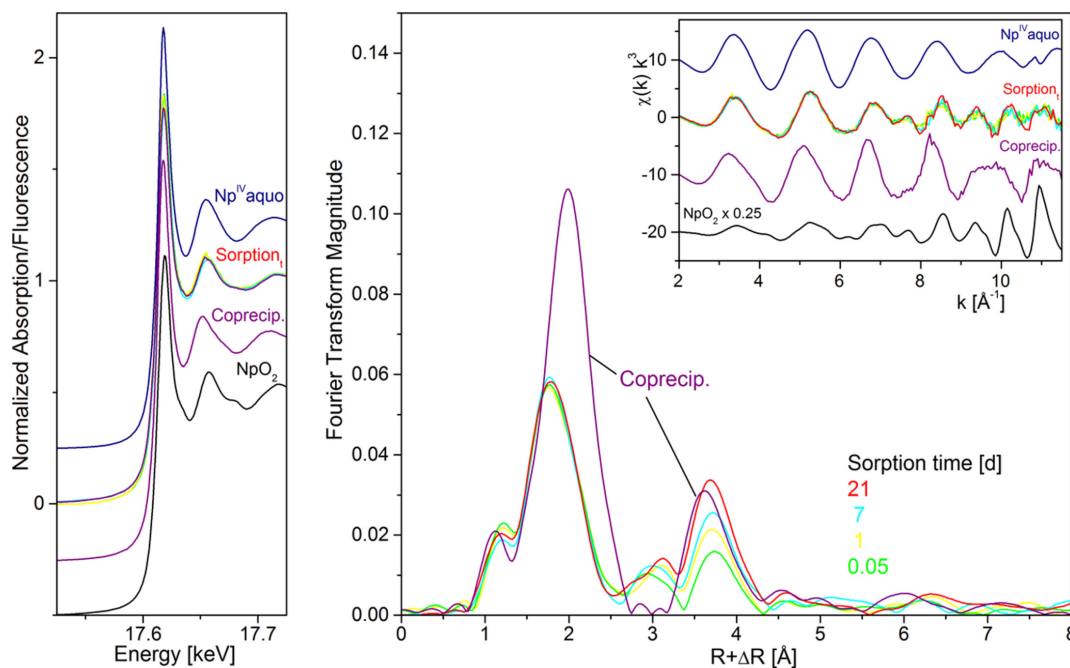 Normalized Absorption/Fluorescence
2
1
0
Np^IV aquo
Sorption_t
Coprecip.
NpO₂
17.6
17.7
Energy [keV]
Fourier Transform Magnitude
0.14
0.12
0.10
0.08
0.06
0.04
0.02
0.00
Coprecip.
Sorption time [d]
21
7
1
0.05
0
1
2
3
4
5
6
7
8
R+ΔR [Å]
χ(k) k³
10
0
-10
-20
Np^IV aquo
Sorption_t
Coprecip.
NpO₂ x 0.25
2
4
6
8
10
k [Å⁻¹]